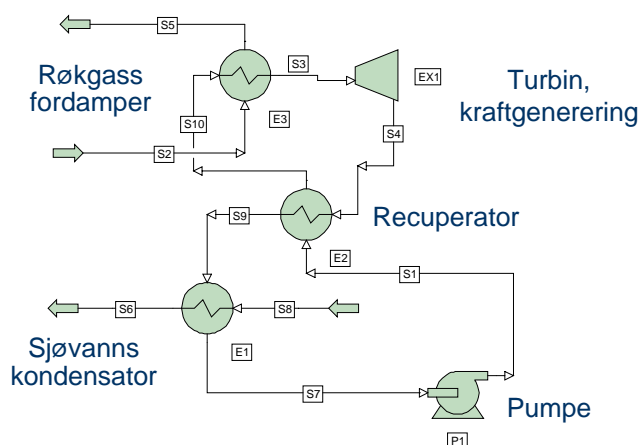 S5
S3
Røkgass
fordamper
EX1
Turbin,
kraftgenerering
S10
E3
S4
S2
S9
Recuperator
E2
S1
S6
S8
Sjøvanns
kondensator
E1
S7
Pumpe
P1